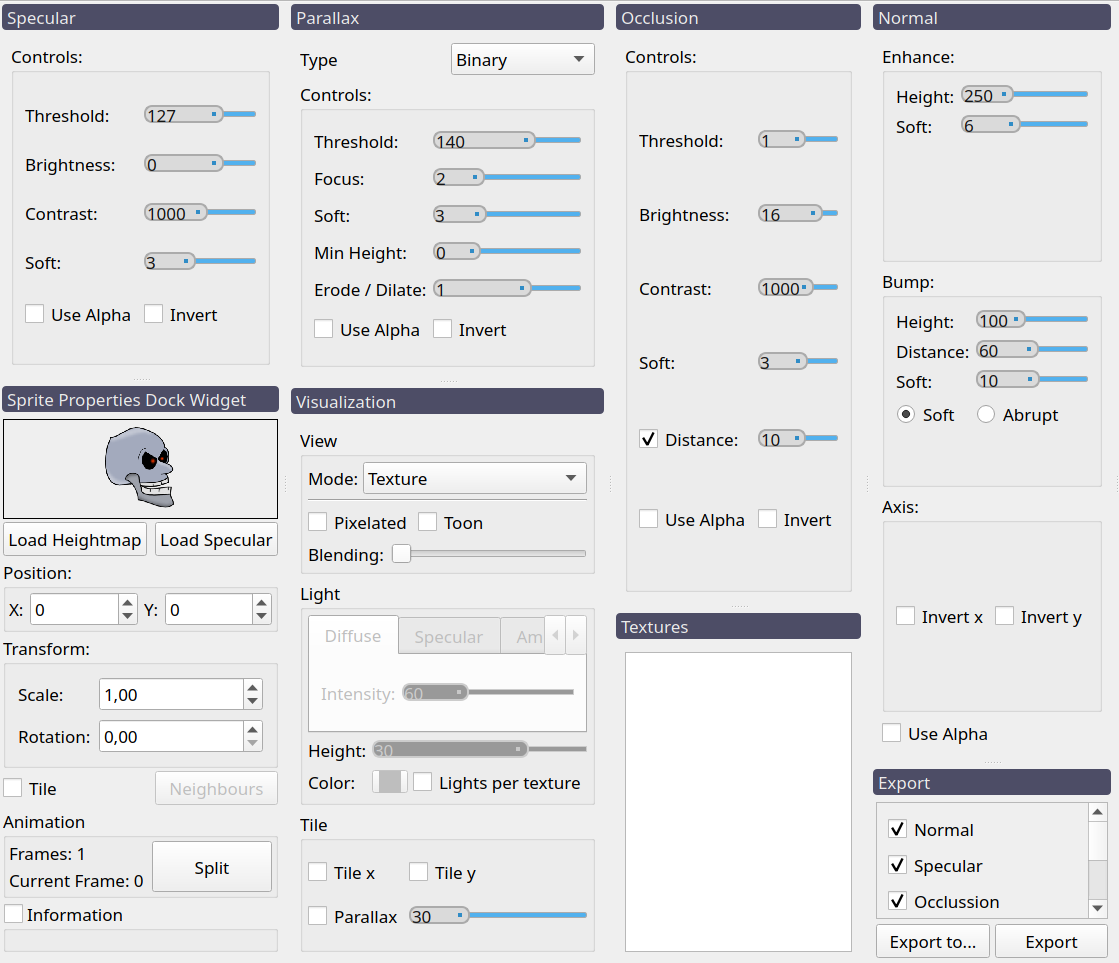 Specular
Controls:
Threshold: 127
Brightness: 0
Contrast: 1000
Soft: 3
Use Alpha Invert
Sprite Properties Dock Widget
Load Heightmap Load Specular
Position:
X: 0 Y: 0
Transform:
Scale: 1,00
Rotation: 0,00
Tile Neighbours
Animation
Frames: 1
Current Frame: 0
Split
Information
Parallax
Type Binary
Controls:
Threshold: 140
Focus: 2
Soft: 3
Min Height: 0
Erode / Dilate: 1
Use Alpha Invert
Visualization
View
Mode: Texture
Pixelated Toon
Blending:
Light
Diffuse Specular Am
Intensity: 60
Height: 30
Color: Lights per texture
Tile
Tile x Tile y
Parallax 30
Occlusion
Controls:
Threshold: 1
Brightness: 16
Contrast: 1000
Soft: 3
Distance: 10
Use Alpha Invert
Textures
Normal
Enhance:
Height: 250
Soft: 6
Bump:
Height: 100
Distance: 60
Soft: 10
Soft Abrupt
Axis:
Invert x Invert y
Use Alpha
Export
Normal
Specular
Occlussion
Export to... Export